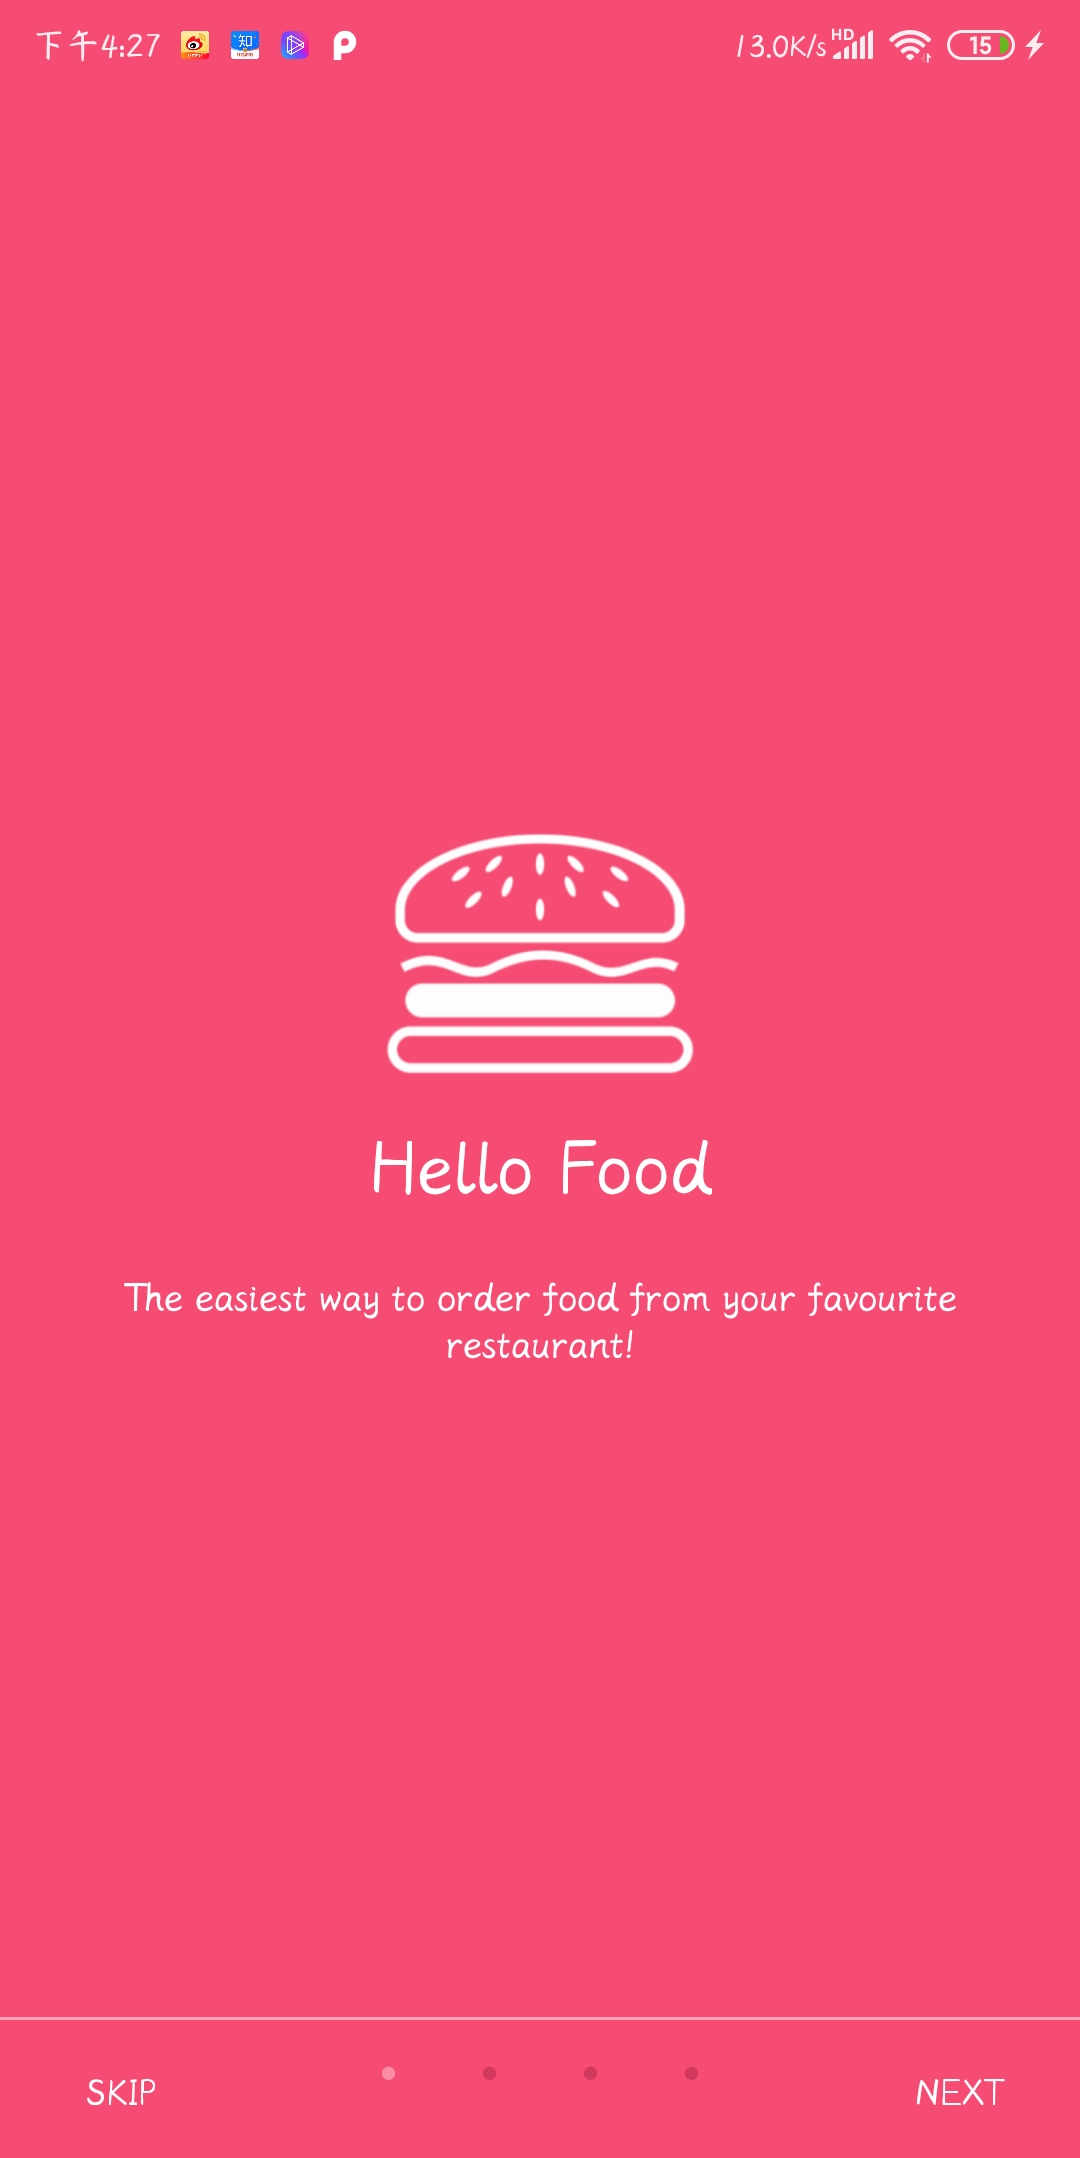 下午4:27 知 13.0K/s HD 15
Hello Food
The easiest way to order food from your favourite
restaurant!
SKIP NEXT